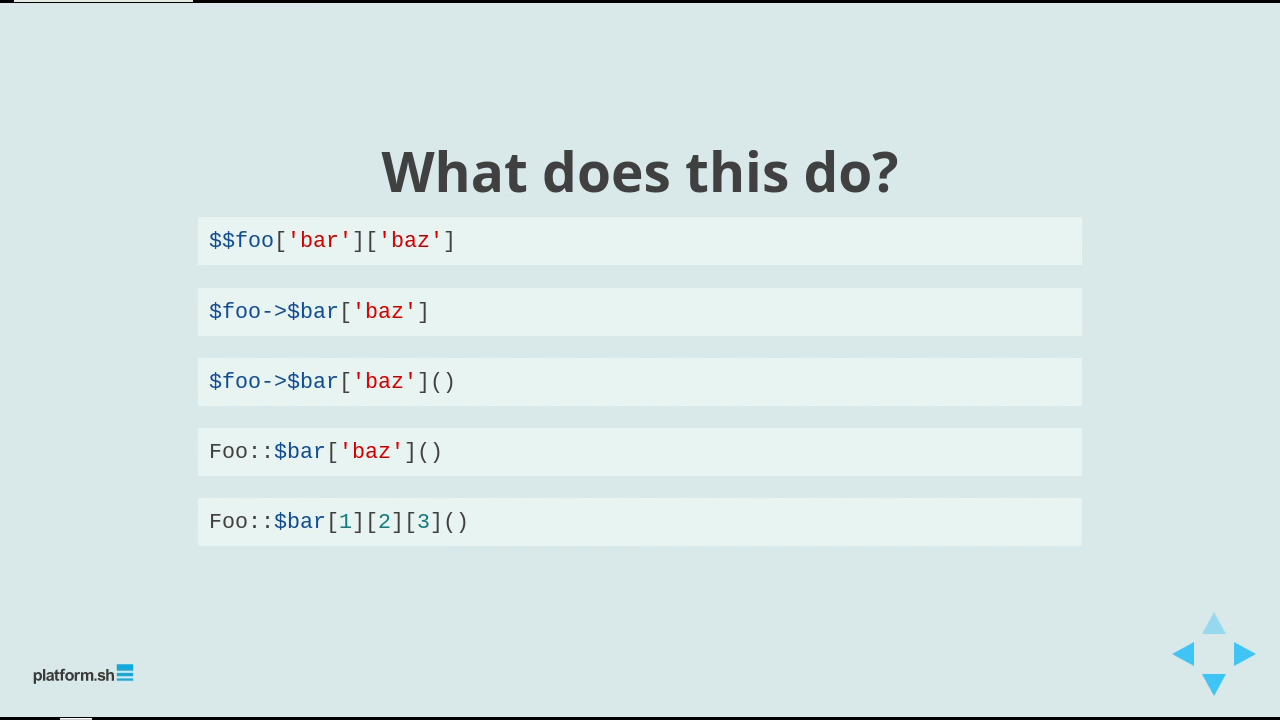 What does this do?
$$foo['bar']['baz']
$foo->$bar['baz']
$foo->$bar['baz']()
Foo::$bar['baz']()
Foo::$bar[1][2][3]()
platform.sh